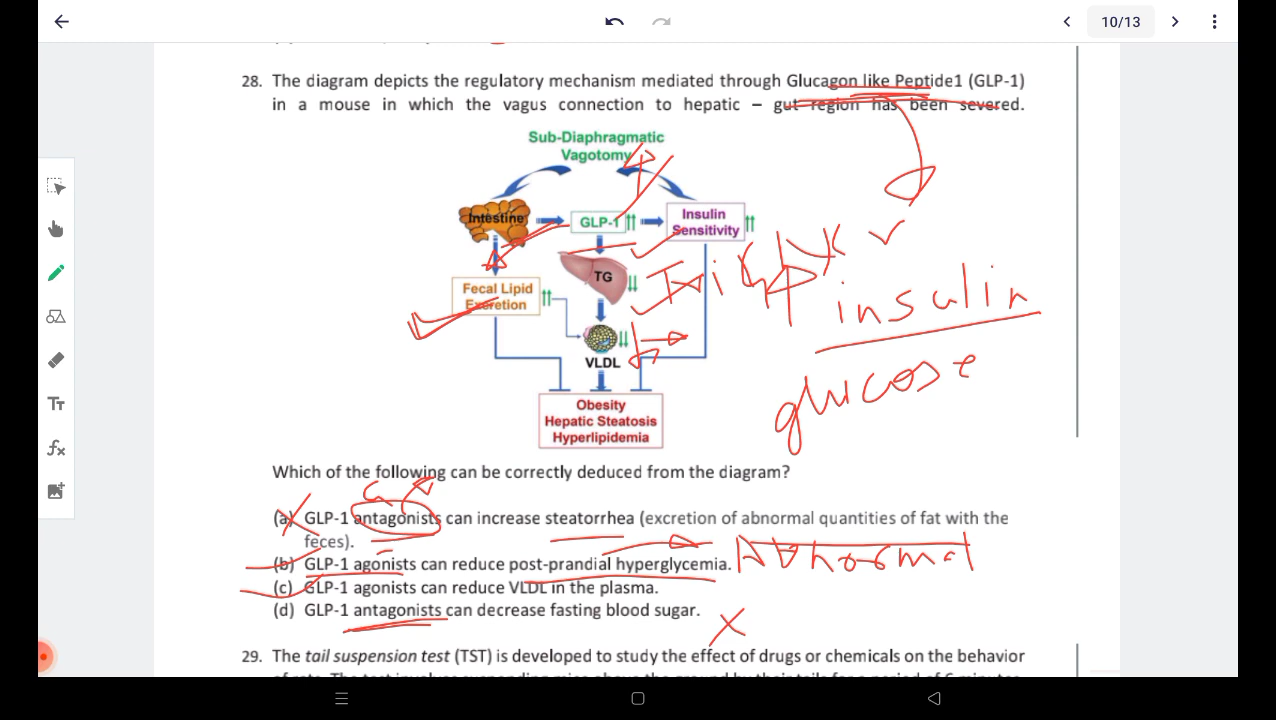 10/13
28. The diagram depicts the regulatory mechanism mediated through Glucagon like Peptide1 (GLP-1)
in a mouse in which the vagus connection to hepatic – gut region has been severed.
Sub-Diaphragmatic
Vagotomy
Intestine
GLP-1
Insulin
Sensitivity
TG
Fecal Lipid
Excretion
VLDL
insulin
glucose
Obesity
Hepatic Steatosis
Hyperlipidemia
Which of the following can be correctly deduced from the diagram?
(a) GLP-1 antagonists can increase steatorrhea (excretion of abnormal quantities of fat with the
feces).
(b) GLP-1 agonists can reduce post-prandial hyperglycemia.
Abnormal
(c) GLP-1 agonists can reduce VLDL in the plasma.
(d) GLP-1 antagonists can decrease fasting blood sugar.
29. The tail suspension test (TST) is developed to study the effect of drugs or chemicals on the behavior
TT
fx